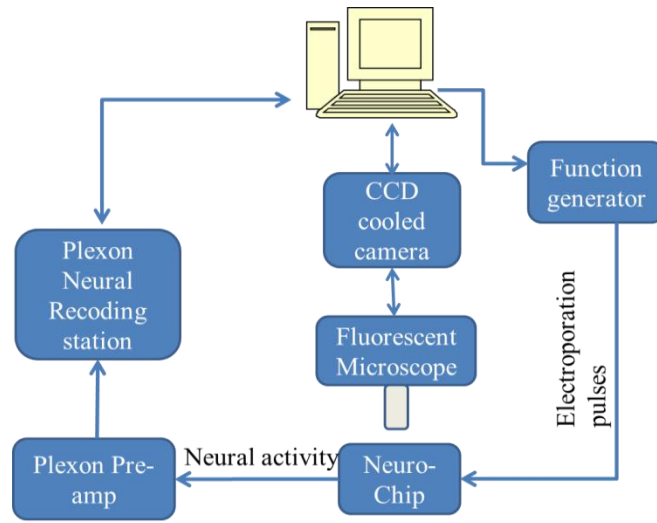 CCD
cooled
camera
Function
generator
Plexon
Neural
Recoding
station
Fluorescent
Microscope
Electroporation
pulses
Plexon Pre-
amp
Neural activity
Neuro-
Chip